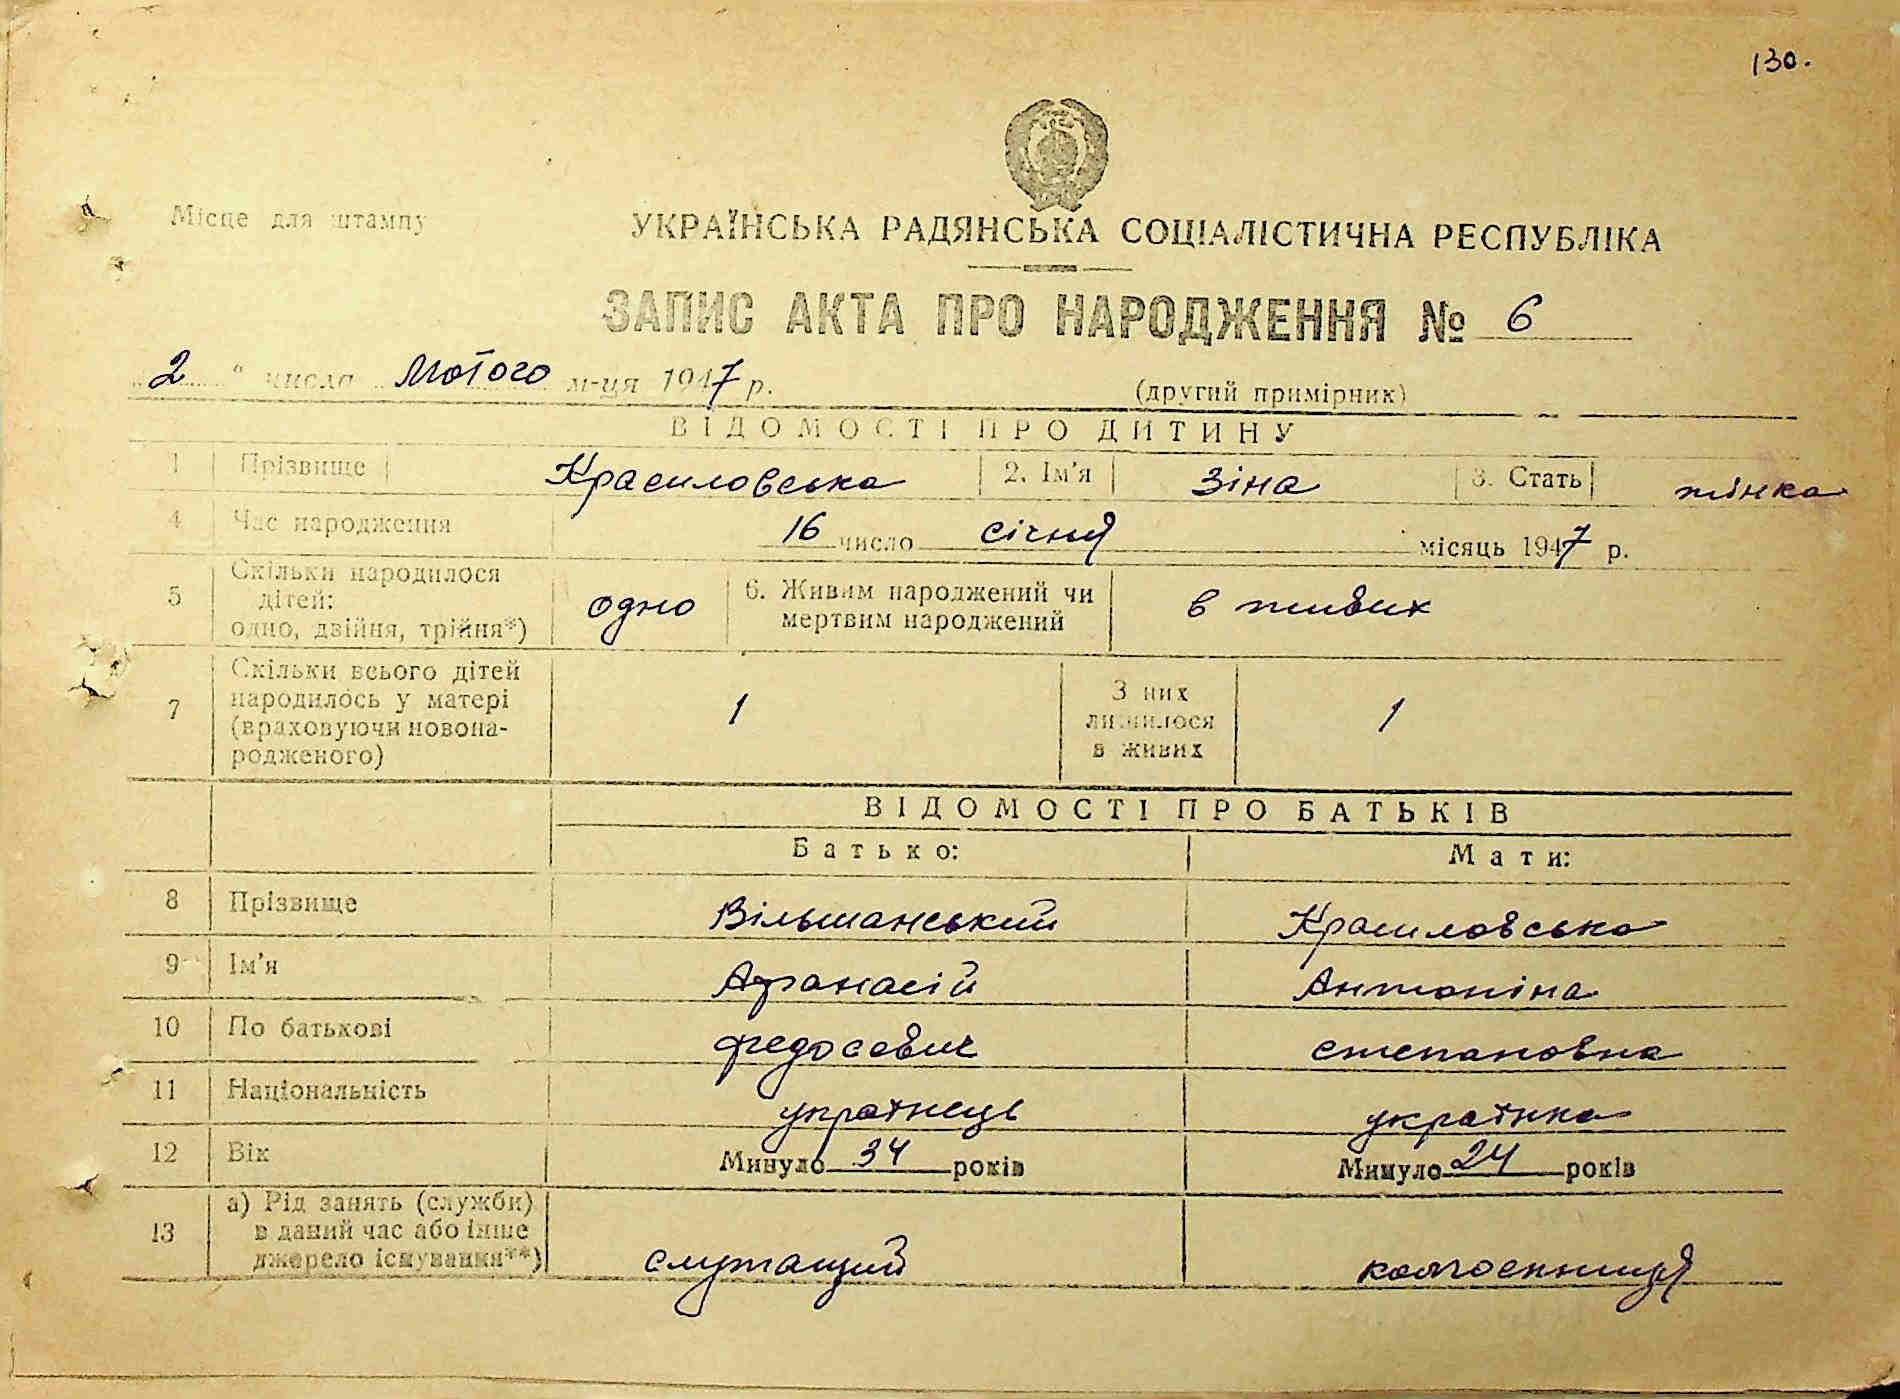 130.
Місце для штампу
УКРАЇНСЬКА РАДЯНСЬКА СОЦІАЛІСТИЧНА РЕСПУБЛІКА
ЗАПИС АКТА ПРО НАРОДЖЕННЯ № 6
2 " числа Лютого м-ця 1947 р.
(другий примірник)
ВІДОМОСТІ ПРО ДИТИНУ
1 Прізвище Красиловська 2. Ім'я Зіна 3. Стать жінка
4 Час народження 16 число січня місяць 1947 р.
5 Скільки народилося
дітей:
одно, двійня, трійня*)
одно
6. Живим народжений чи
мертвим народжений
в живих
7 Скільки всього дітей
народилось у матері
(враховуючи новона-
родженого)
1
З них
лишилося
в живих
1
ВІДОМОСТІ ПРО БАТЬКІВ
Батько: Мати:
8 Прізвище Вільшанський Красиловська
9 Ім'я Афанасій Антоніна
10 По батькові Федосевич степановна
11 Національність українець українка
12 Вік Минуло 34 років Минуло 24 років
13 а) Рід занять (служби)
в даний час або інше
джерело існування**)
служащий колгоспниця